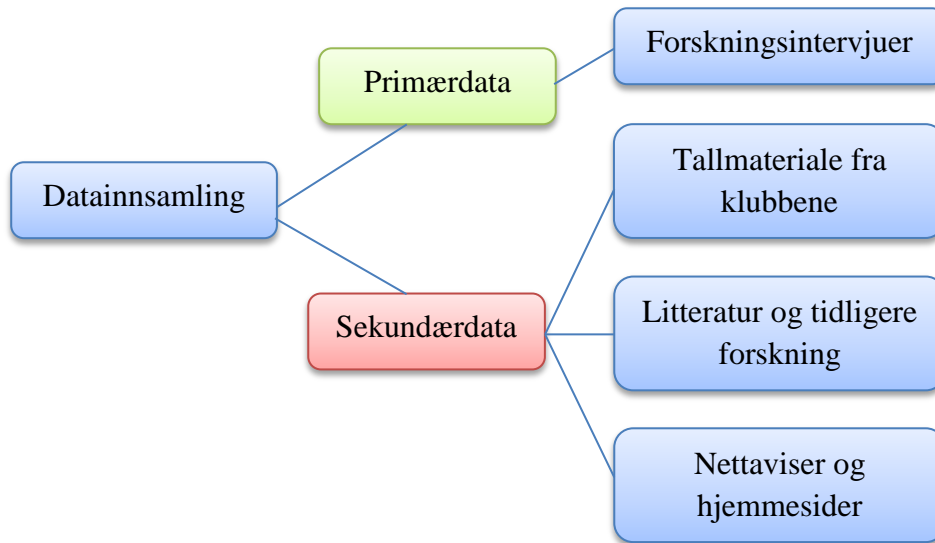 Forskningsintervjuer
Primærdata
Tallmateriale fra
klubbene
Datainnsamling
Litteratur og tidligere
forskning
Sekundærdata
Nettaviser og
hjemmesider